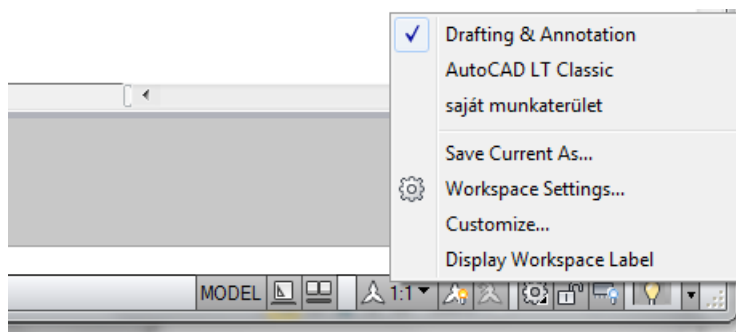 Drafting & Annotation
AutoCAD LT Classic
saját munkaterület
Save Current As...
Workspace Settings...
Customize...
Display Workspace Label
MODEL 1:1